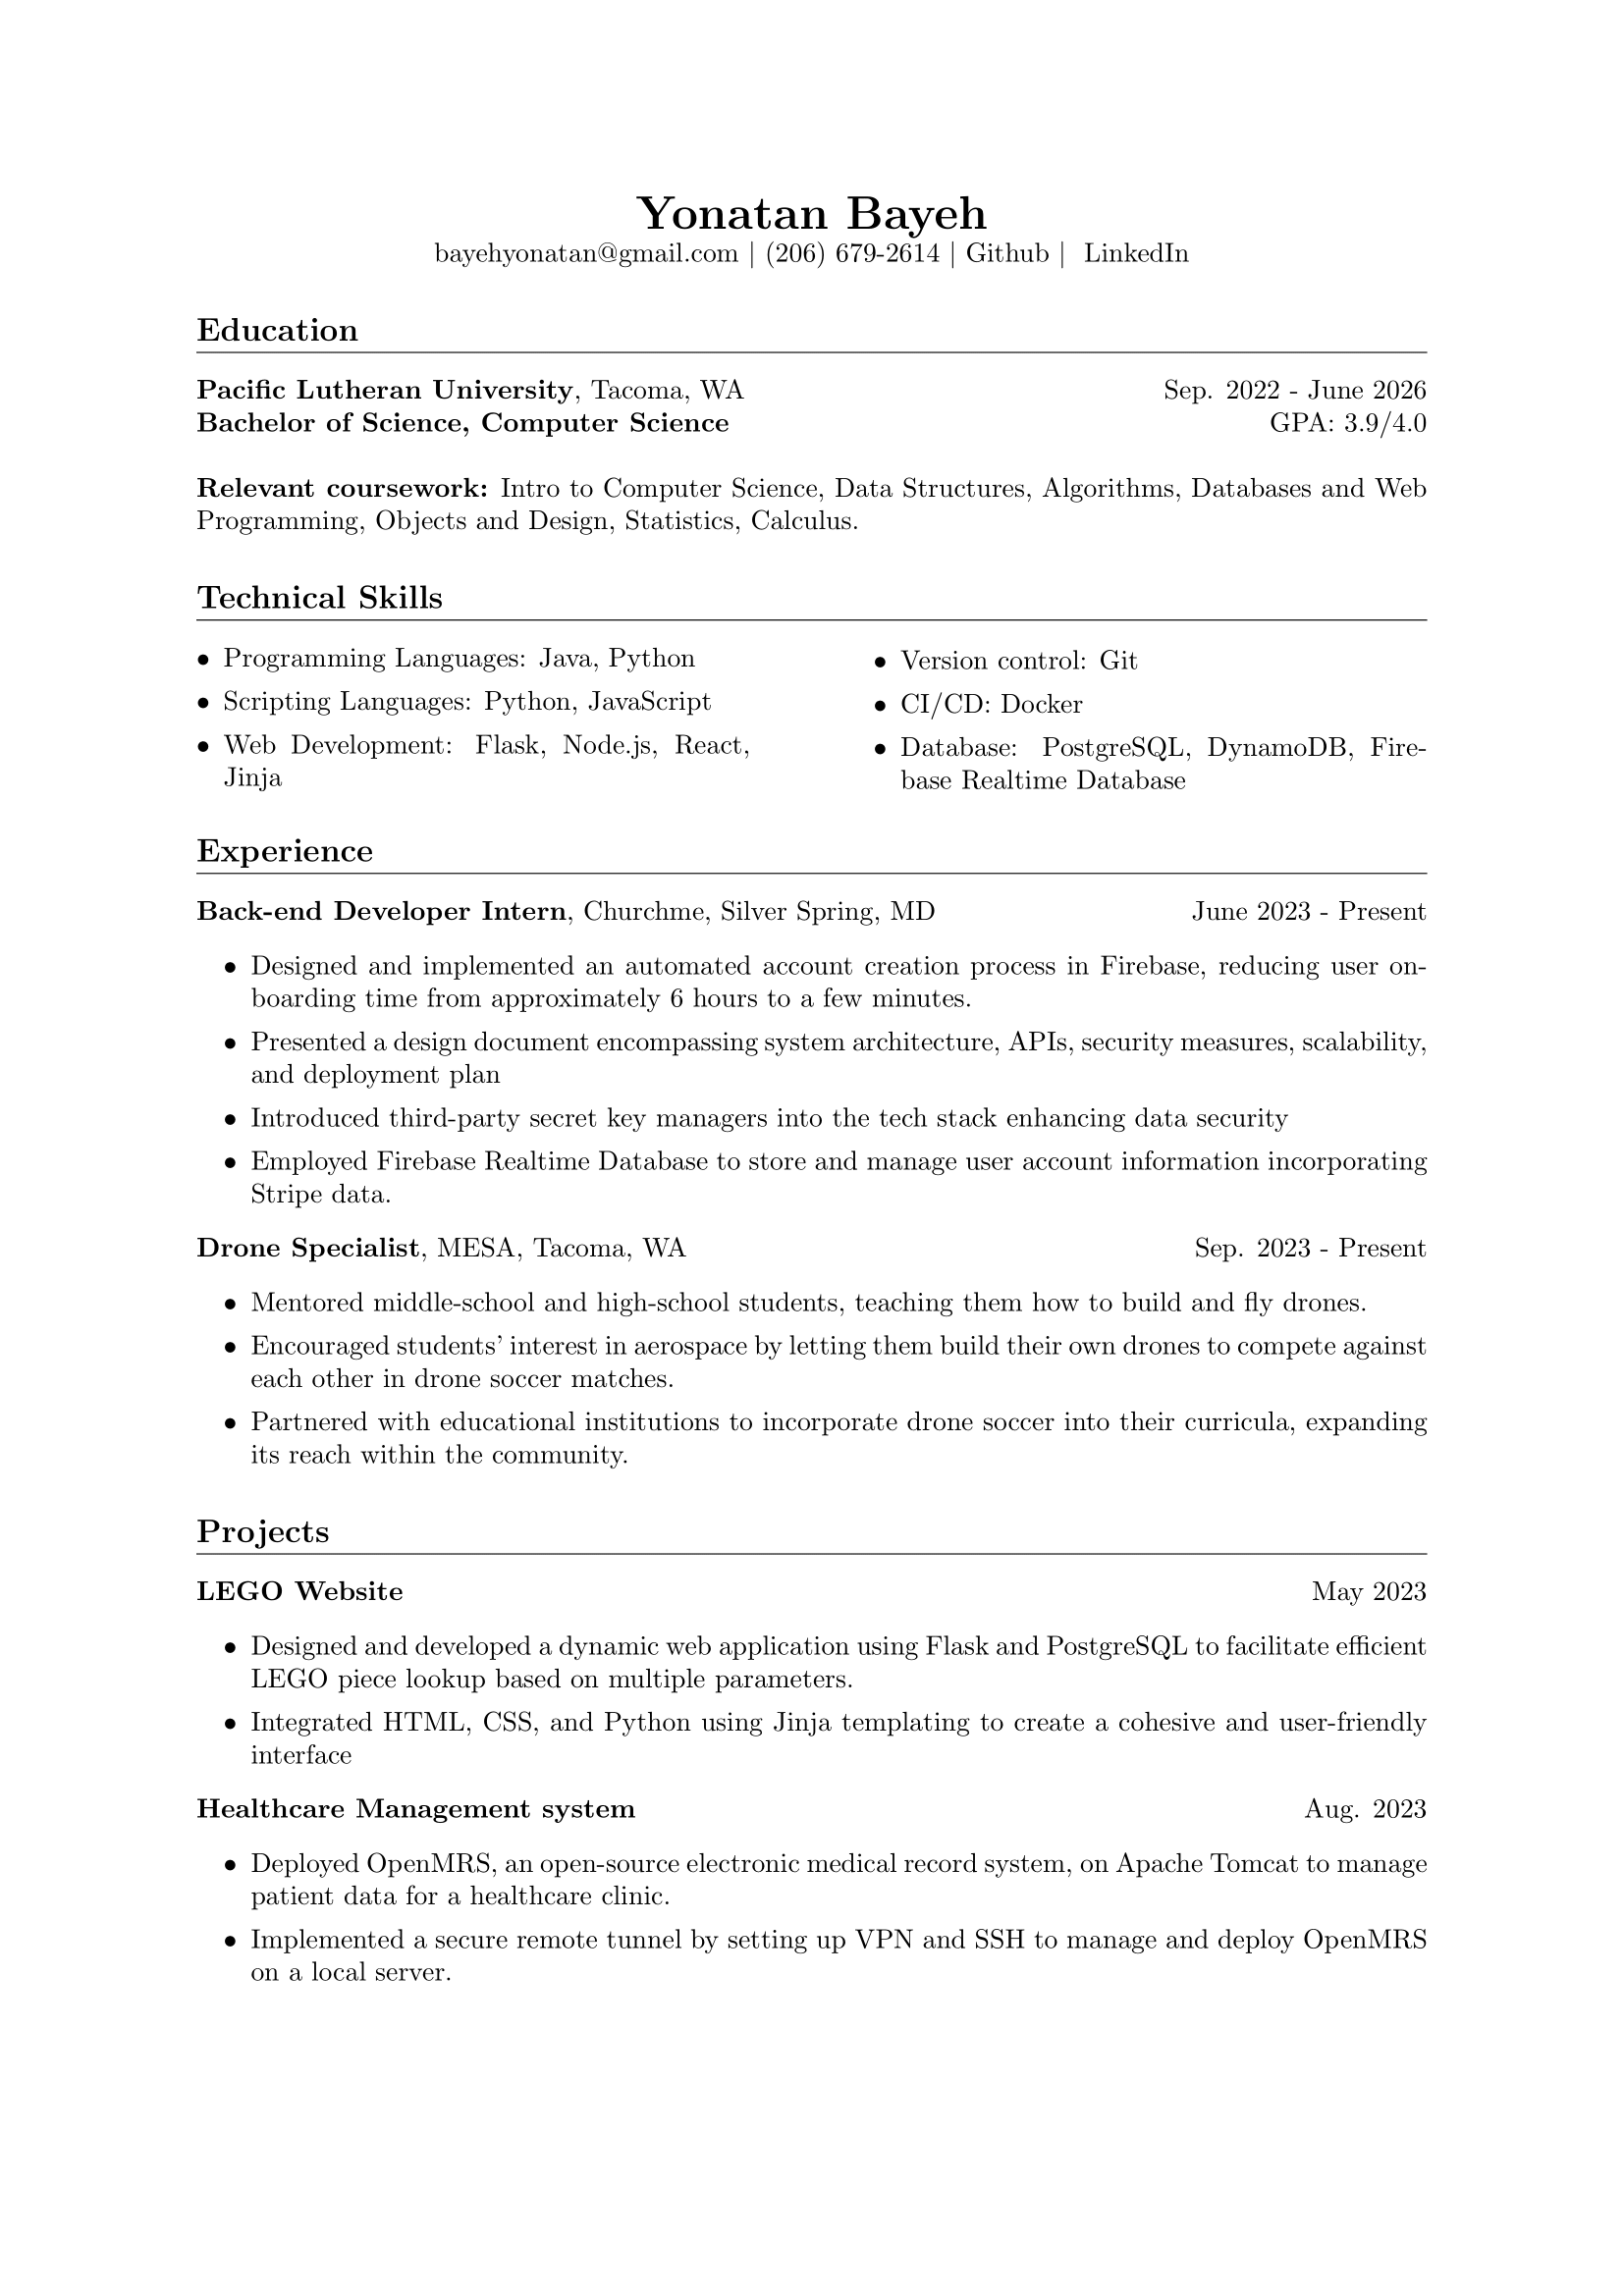 Yonatan Bayeh
bayehyonatan@gmail.com | (206) 679-2614 | Github | LinkedIn
Education
Pacific Lutheran University, Tacoma, WA Sep. 2022 - June 2026
Bachelor of Science, Computer Science GPA: 3.9/4.0
Relevant coursework: Intro to Computer Science, Data Structures, Algorithms, Databases and Web
Programming, Objects and Design, Statistics, Calculus.
Technical Skills
• Programming Languages: Java, Python
• Scripting Languages: Python, JavaScript
• Web Development: Flask, Node.js, React,
Jinja
• Version control: Git
• CI/CD: Docker
• Database: PostgreSQL, DynamoDB, Fire-
base Realtime Database
Experience
Back-end Developer Intern, Churchme, Silver Spring, MD June 2023 - Present
• Designed and implemented an automated account creation process in Firebase, reducing user on-
boarding time from approximately 6 hours to a few minutes.
• Presented a design document encompassing system architecture, APIs, security measures, scalability,
and deployment plan
• Introduced third-party secret key managers into the tech stack enhancing data security
• Employed Firebase Realtime Database to store and manage user account information incorporating
Stripe data.
Drone Specialist, MESA, Tacoma, WA Sep. 2023 - Present
• Mentored middle-school and high-school students, teaching them how to build and fly drones.
• Encouraged students' interest in aerospace by letting them build their own drones to compete against
each other in drone soccer matches.
• Partnered with educational institutions to incorporate drone soccer into their curricula, expanding
its reach within the community.
Projects
LEGO Website May 2023
• Designed and developed a dynamic web application using Flask and PostgreSQL to facilitate efficient
LEGO piece lookup based on multiple parameters.
• Integrated HTML, CSS, and Python using Jinja templating to create a cohesive and user-friendly
interface
Healthcare Management system Aug. 2023
• Deployed OpenMRS, an open-source electronic medical record system, on Apache Tomcat to manage
patient data for a healthcare clinic.
• Implemented a secure remote tunnel by setting up VPN and SSH to manage and deploy OpenMRS
on a local server.